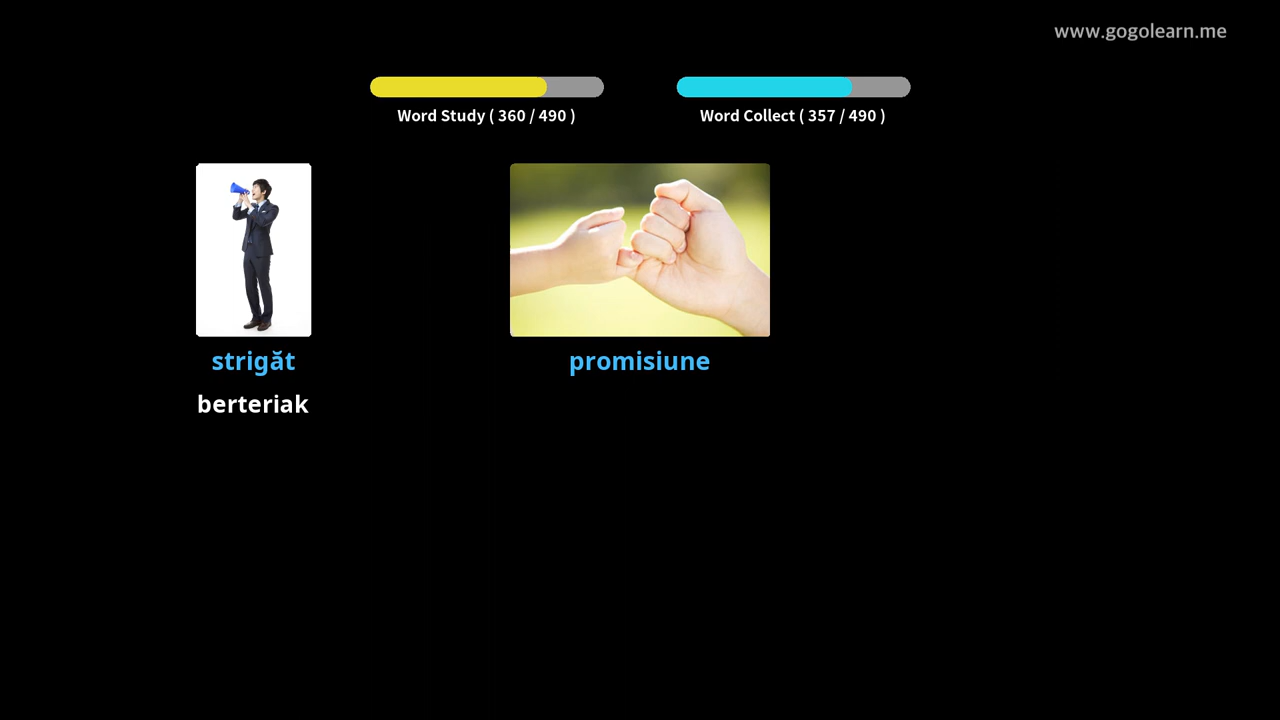 www.gogolearn.me
Word Study ( 360 / 490 )
Word Collect ( 357 / 490 )
strigăt
promisiune
berteriak